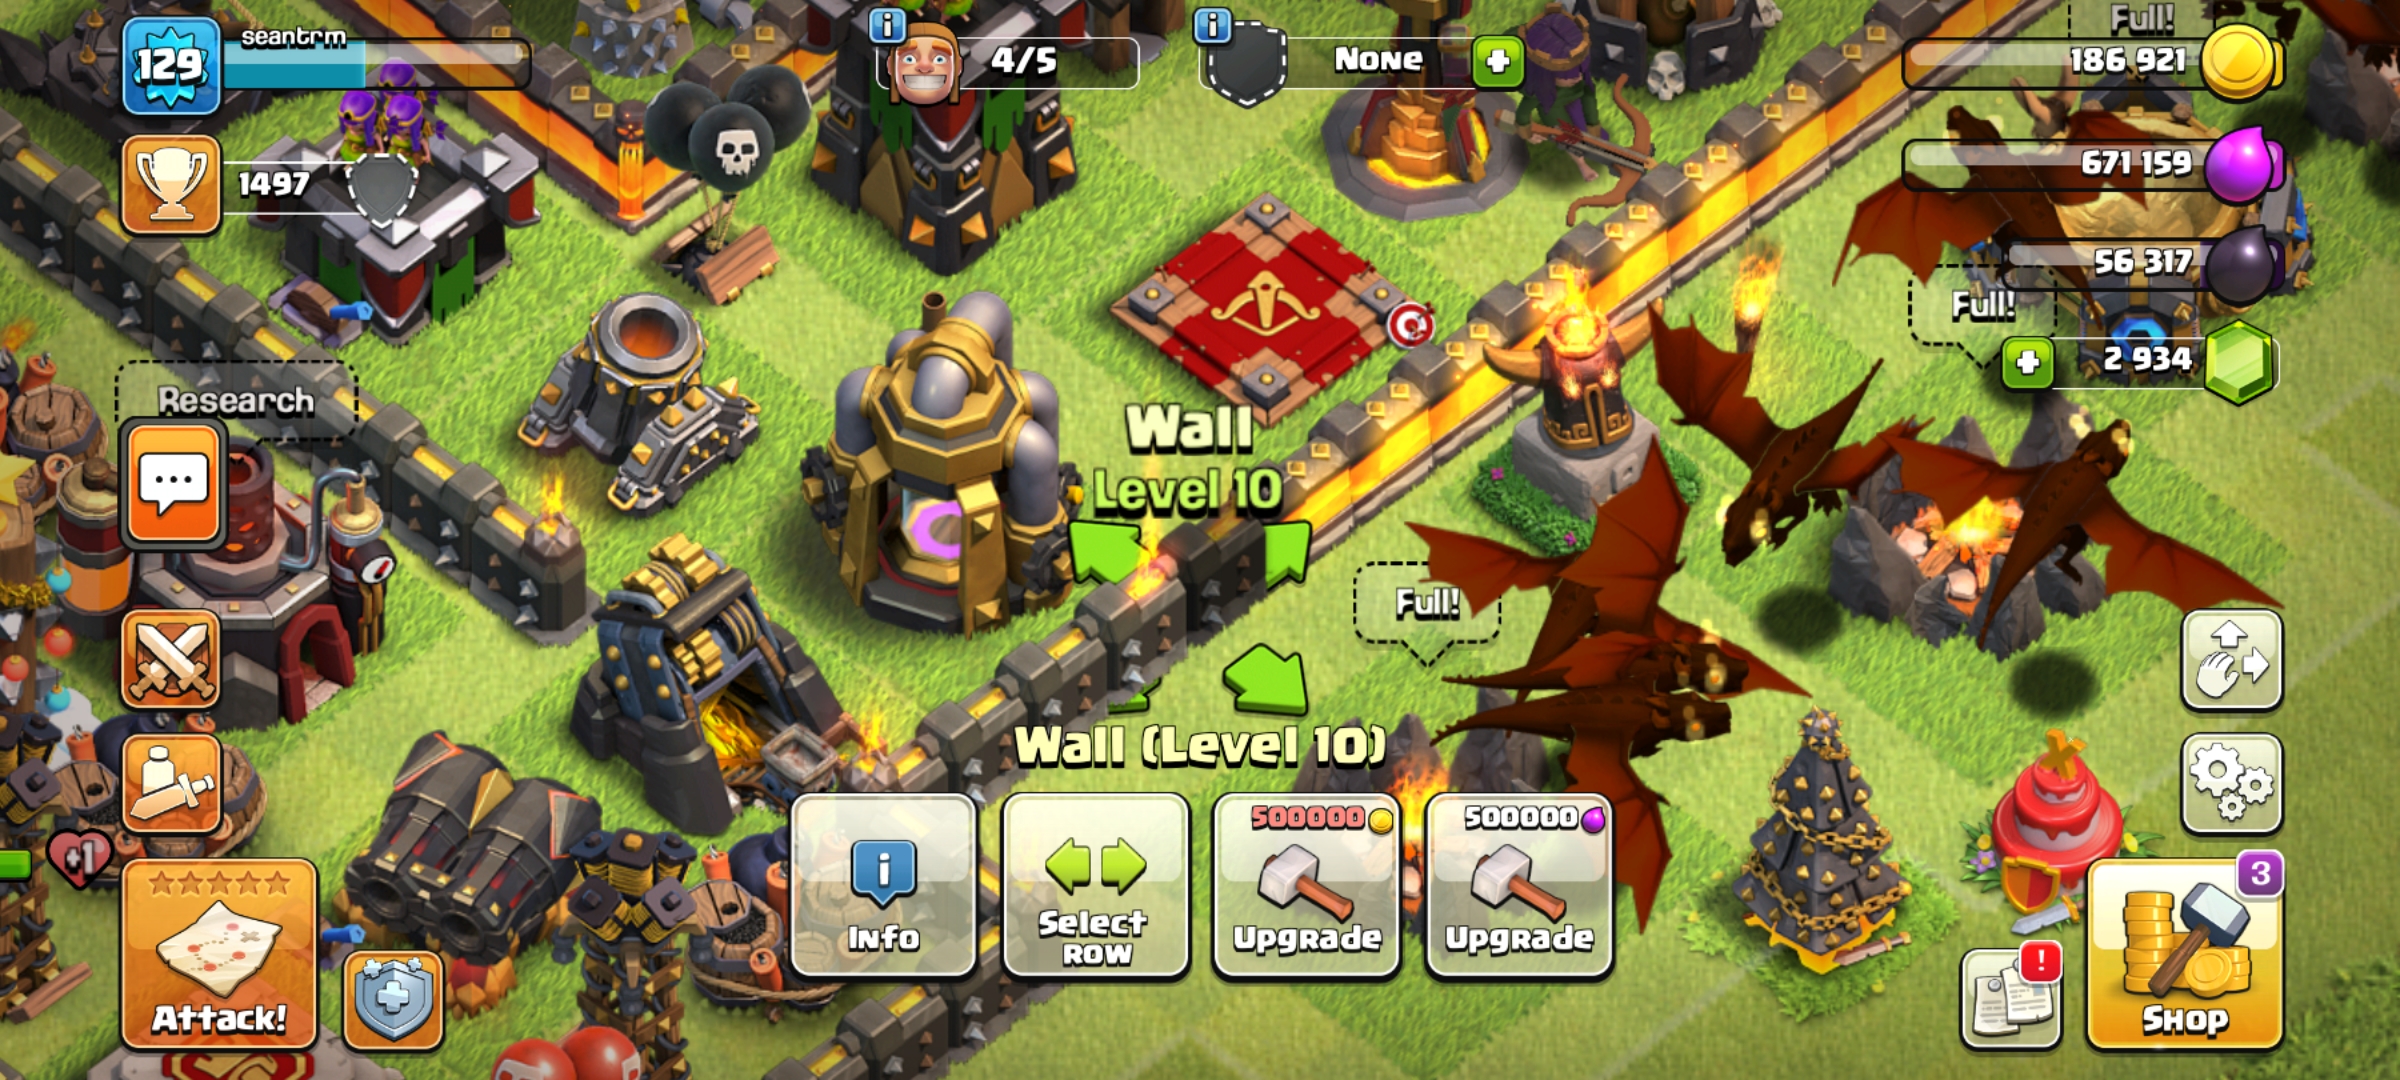 129
seantrm
4/5
None
Full!
186 921
1497
671 159
56 317
Full!
2 934
Research
Wall
Level 10
Full!
Wall (Level 10)
+1
500000
500000
Info
Select
Row
Upgrade
Upgrade
3
!
Attack!
Shop